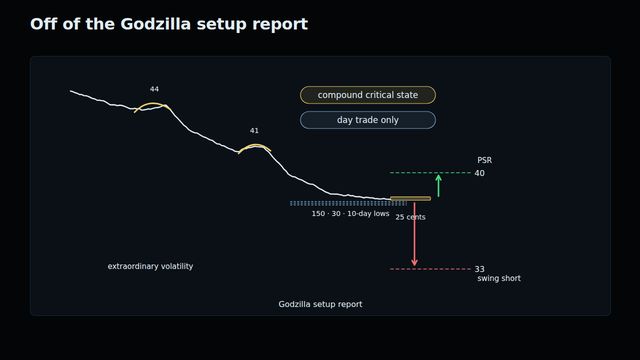 Off of the Godzilla setup report
44
compound critical state
day trade only
41
PSR
40
150 · 30 · 10-day lows
25 cents
extraordinary volatility
33
swing short
Godzilla setup report